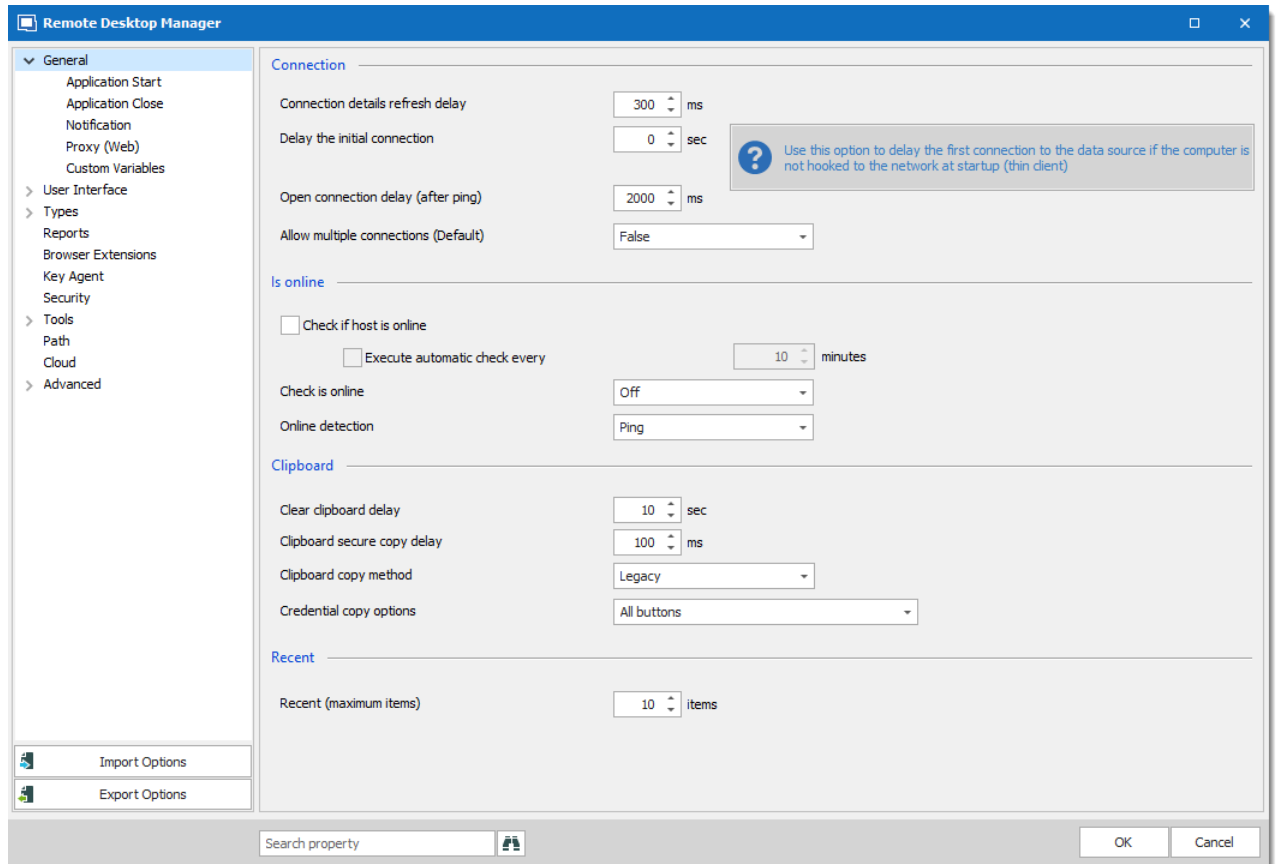 Remote Desktop Manager
General
Application Start
Application Close
Notification
Proxy (Web)
Custom Variables
User Interface
Types
Reports
Browser Extensions
Key Agent
Security
Tools
Path
Cloud
Advanced
Import Options
Export Options
Connection
Connection details refresh delay 300 ms
Delay the initial connection 0 sec
Use this option to delay the first connection to the data source if the computer is
not hooked to the network at startup (thin client)
Open connection delay (after ping) 2000 ms
Allow multiple connections (Default) False
Is online
Check if host is online
Execute automatic check every 10 minutes
Check is online Off
Online detection Ping
Clipboard
Clear clipboard delay 10 sec
Clipboard secure copy delay 100 ms
Clipboard copy method Legacy
Credential copy options All buttons
Recent
Recent (maximum items) 10 items
Search property
OK Cancel